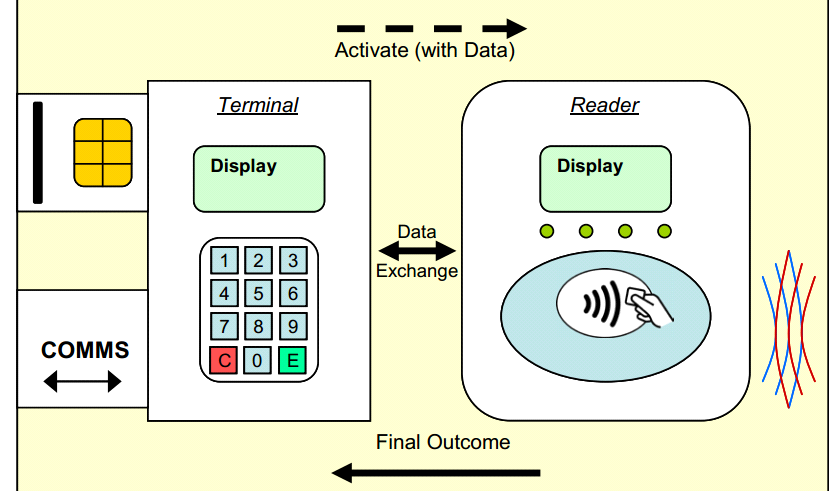 Activate (with Data)
Terminal
Reader
Display
Display
Data
Exchange
1 2 3
4 5 6
7 8 9
C 0 E
COMMS
Final Outcome